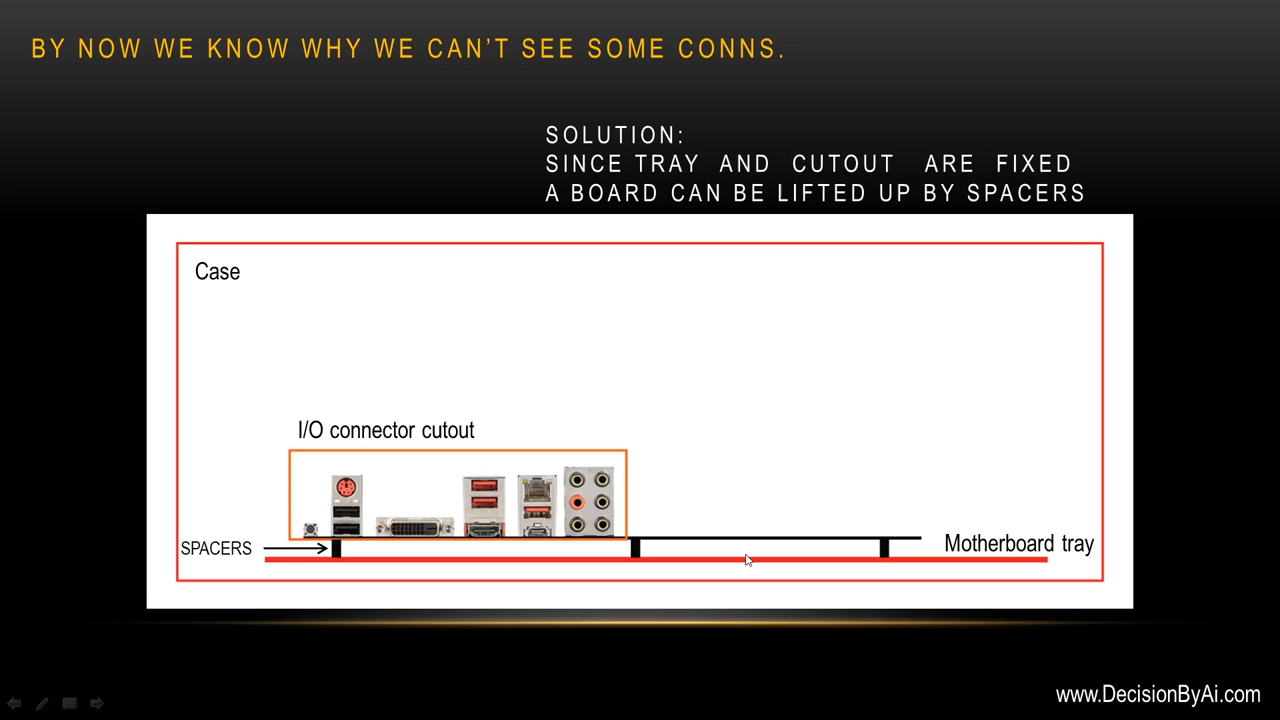 BY NOW WE KNOW WHY WE CAN'T SEE SOME CONNS.
SOLUTION:
SINCE TRAY AND CUTOUT ARE FIXED
A BOARD CAN BE LIFTED UP BY SPACERS
Case
I/O connector cutout
SPACERS
Motherboard tray
www.DecisionByAi.com